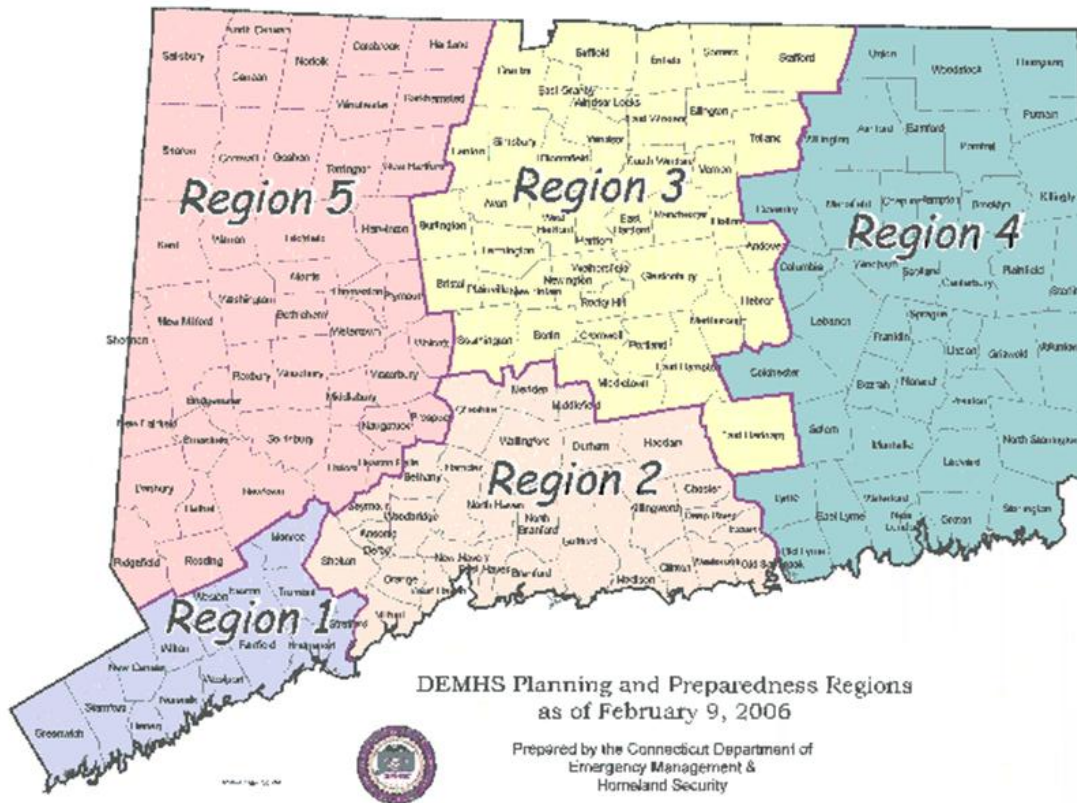 North Canaan
Colebrook
Hartland
Salisbury
Norfolk
Canaan
Winchester
Barkhamsted
Sharon
Cornwall
Goshen
Torrington
New Hartford
Region 5
Kent
Warren
Litchfield
Harwinton
Morris
Washington
Bethlehem
Thomaston
Plymouth
New Milford
Watertown
Wolcott
Sherman
Roxbury
Woodbury
Waterbury
Bridgewater
Middlebury
New Fairfield
Naugatuck
Prospect
Brookfield
Southbury
Oxford
Beacon Falls
Danbury
Newtown
Bethel
Ridgefield
Redding
Granby
Suffield
Enfield
Somers
Stafford
East Granby
Windsor Locks
East Windsor
Ellington
Simsbury
Windsor
Tolland
Canton
Bloomfield
South Windsor
Vernon
Region 3
Avon
West
Hartford
East
Hartford
Manchester
Bolton
Burlington
Hartford
Andover
Farmington
Wethersfield
Newington
Glastonbury
Bristol
Plainville
New Britain
Rocky Hill
Hebron
Marlborough
Southington
Berlin
Cromwell
Portland
East Hampton
Middletown
East Haddam
Union
Woodstock
Thompson
Putnam
Willington
Ashford
Eastford
Pomfret
Killingly
Mansfield
Chaplin
Hampton
Brooklyn
Coventry
Region 4
Columbia
Windham
Scotland
Plainfield
Canterbury
Sterling
Lebanon
Sprague
Franklin
Lisbon
Griswold
Voluntown
Colchester
Bozrah
Norwich
Preston
Salem
Montville
North Stonington
Ledyard
Lyme
East Lyme
Waterford
New
London
Groton
Stonington
Old Lyme
Meriden
Cheshire
Middlefield
Wallingford
Durham
Haddam
Hamden
Bethany
Region 2
Chester
Seymour
Woodbridge
North Haven
North
Branford
Killingworth
Deep River
Essex
Ansonia
Derby
Guilford
Shelton
New Haven
East Haven
Branford
Westbrook
Old Saybrook
Orange
West Haven
Madison
Clinton
Milford
Monroe
Weston
Easton
Trumbull
Region 1
Stratford
Wilton
Fairfield
Bridgeport
New Canaan
Westport
Norwalk
Stamford
Darien
Greenwich
DEMHS Planning and Preparedness Regions
as of February 9, 2006
Prepared by the Connecticut Department of
Emergency Management &
Homeland Security